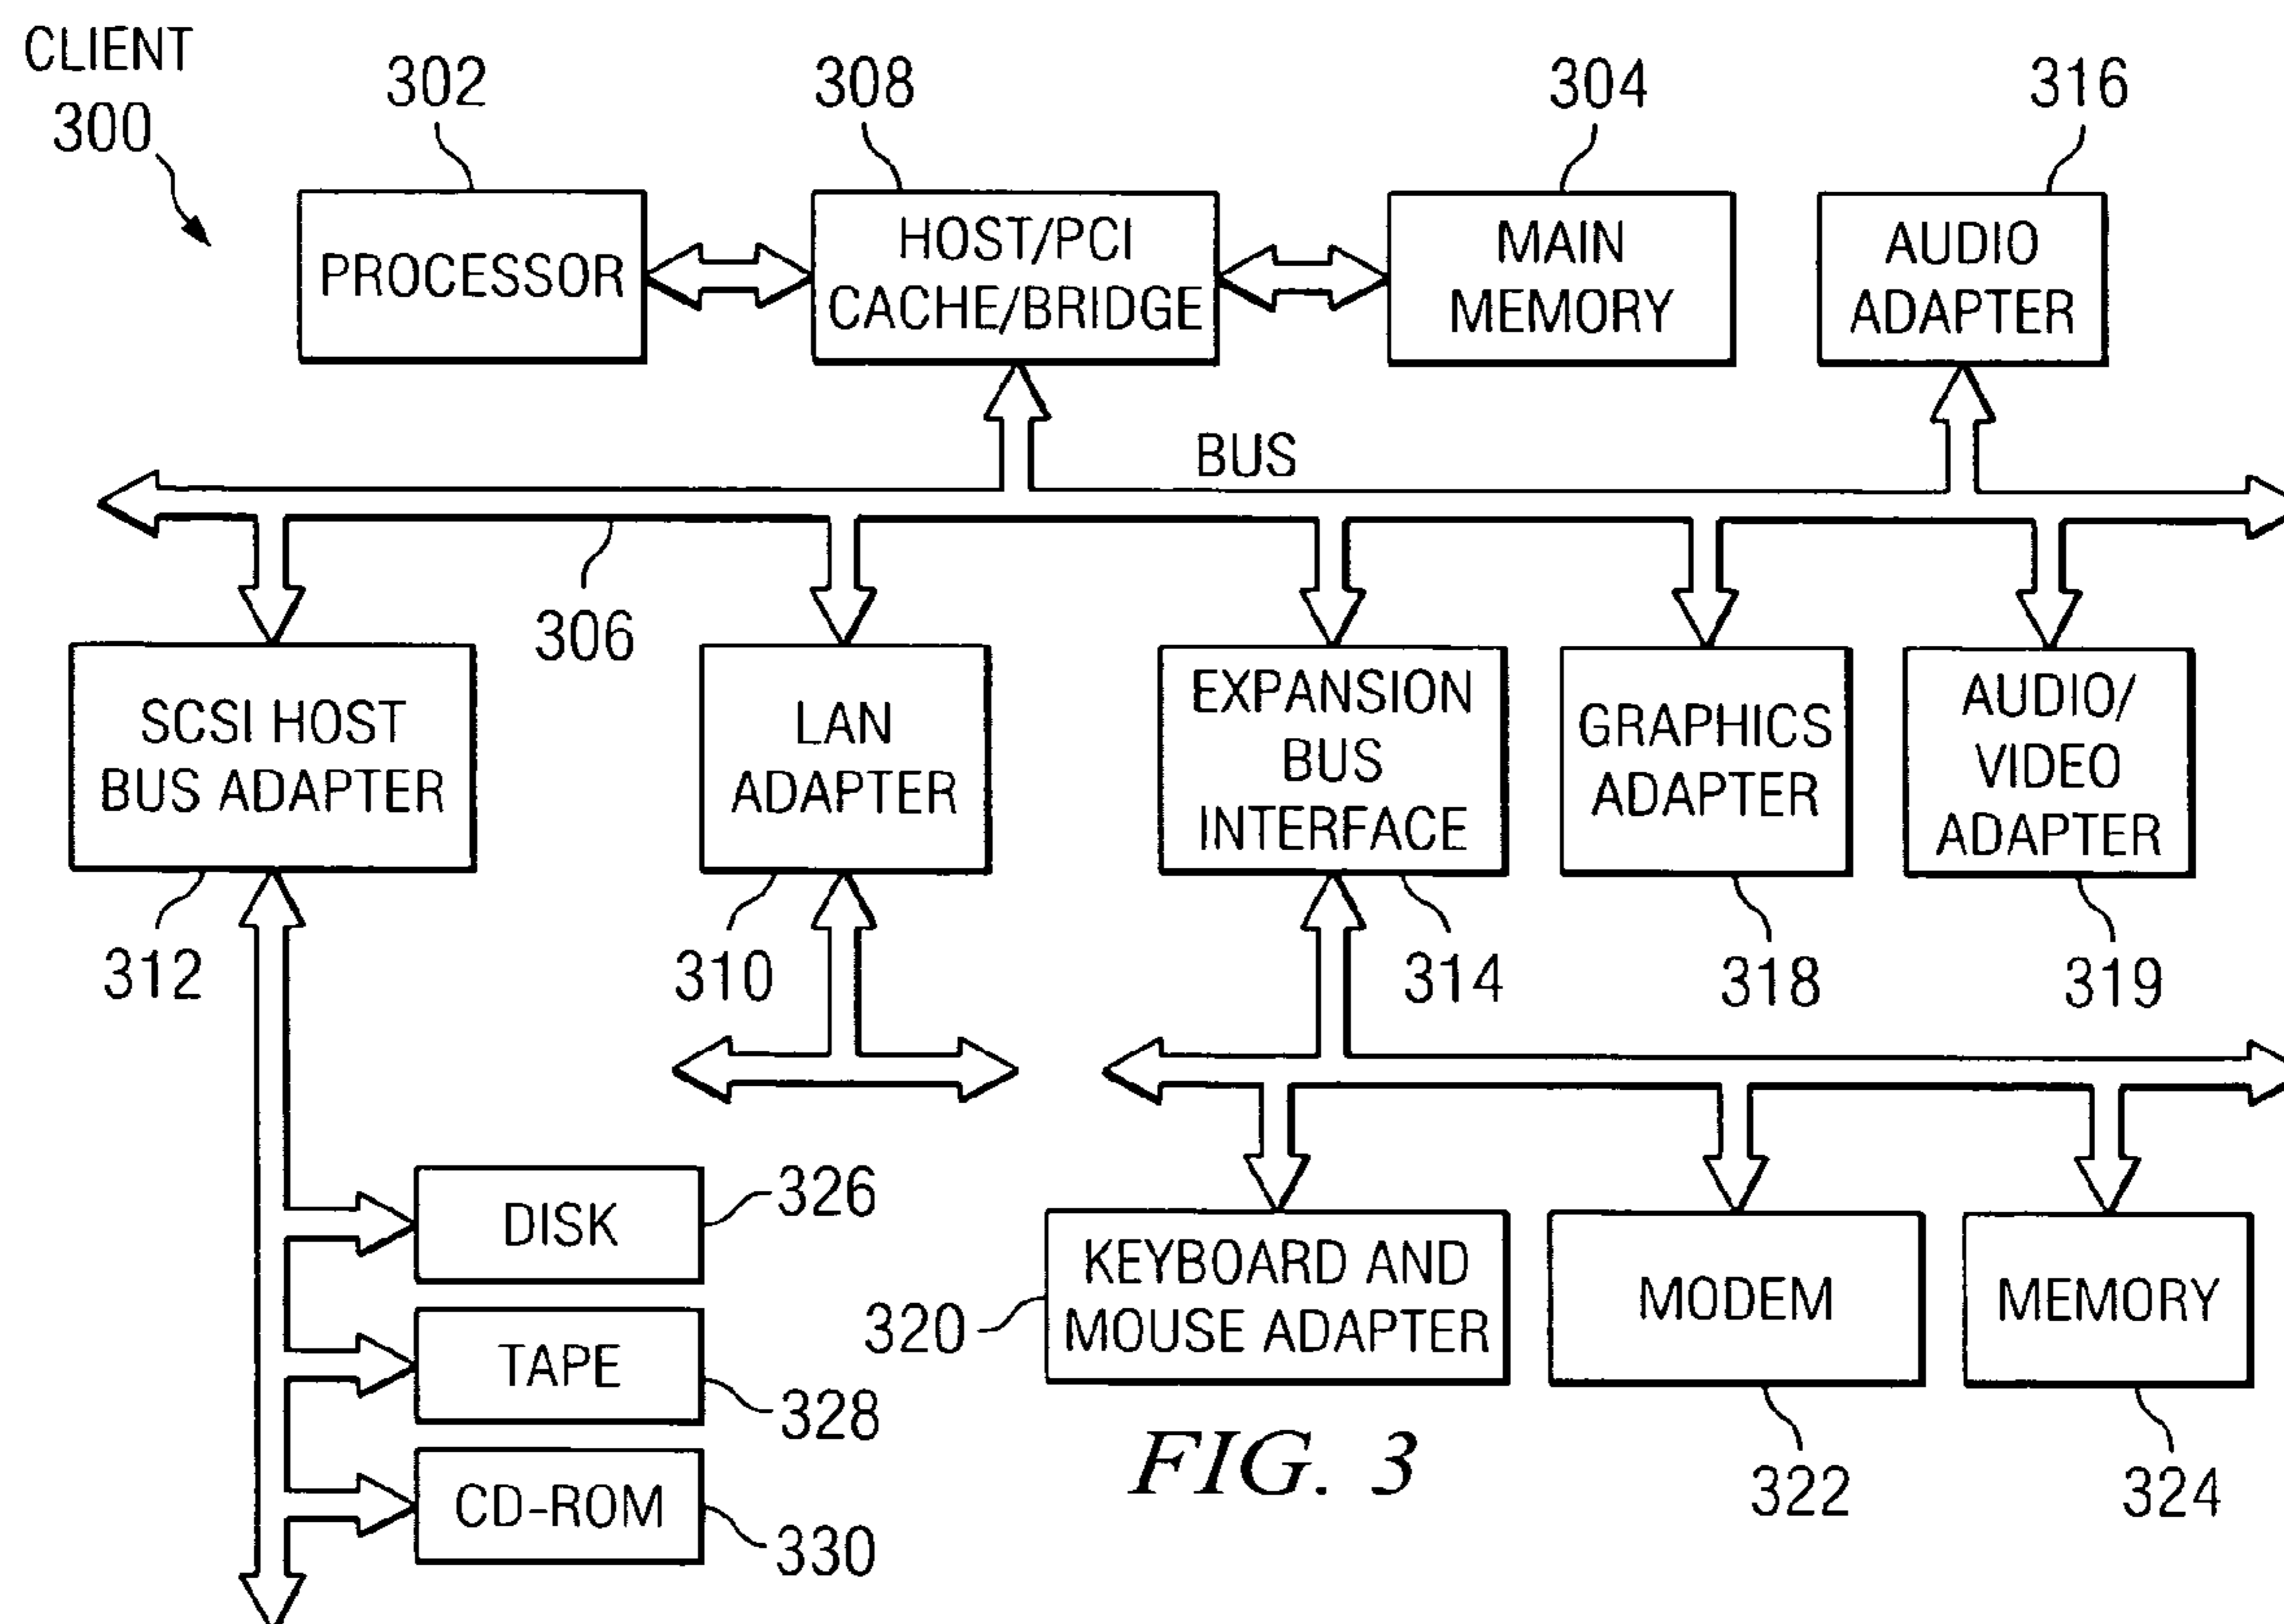 CLIENT
300
302
308
304
316
PROCESSOR
HOST/PCI
CACHE/BRIDGE
MAIN
MEMORY
AUDIO
ADAPTER
BUS
306
SCSI HOST
BUS ADAPTER
LAN
ADAPTER
EXPANSION
BUS
INTERFACE
GRAPHICS
ADAPTER
AUDIO/
VIDEO
ADAPTER
312
310
314
318
319
DISK
326
TAPE
328
CD-ROM
330
320
KEYBOARD AND
MOUSE ADAPTER
MODEM
MEMORY
322
324
FIG. 3